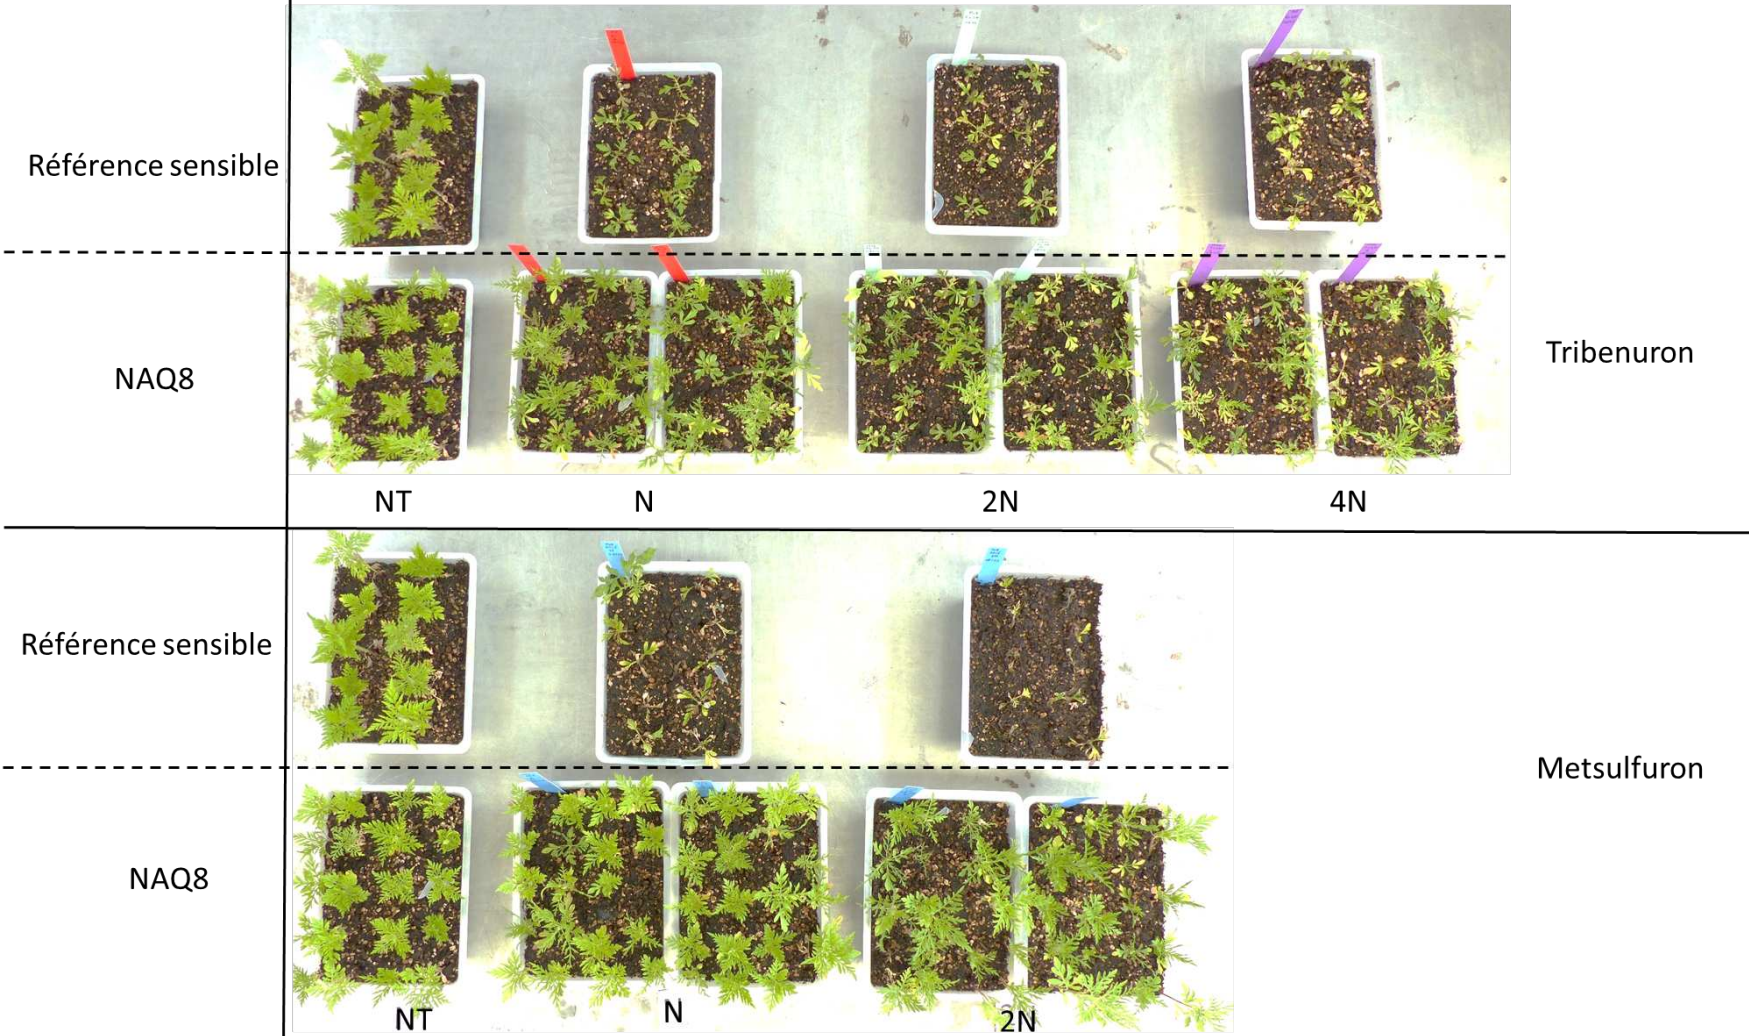 Référence sensible
NAQ8
Tribenuron
NT N 2N 4N
Référence sensible
NAQ8
Metsulfuron
NT N 2N